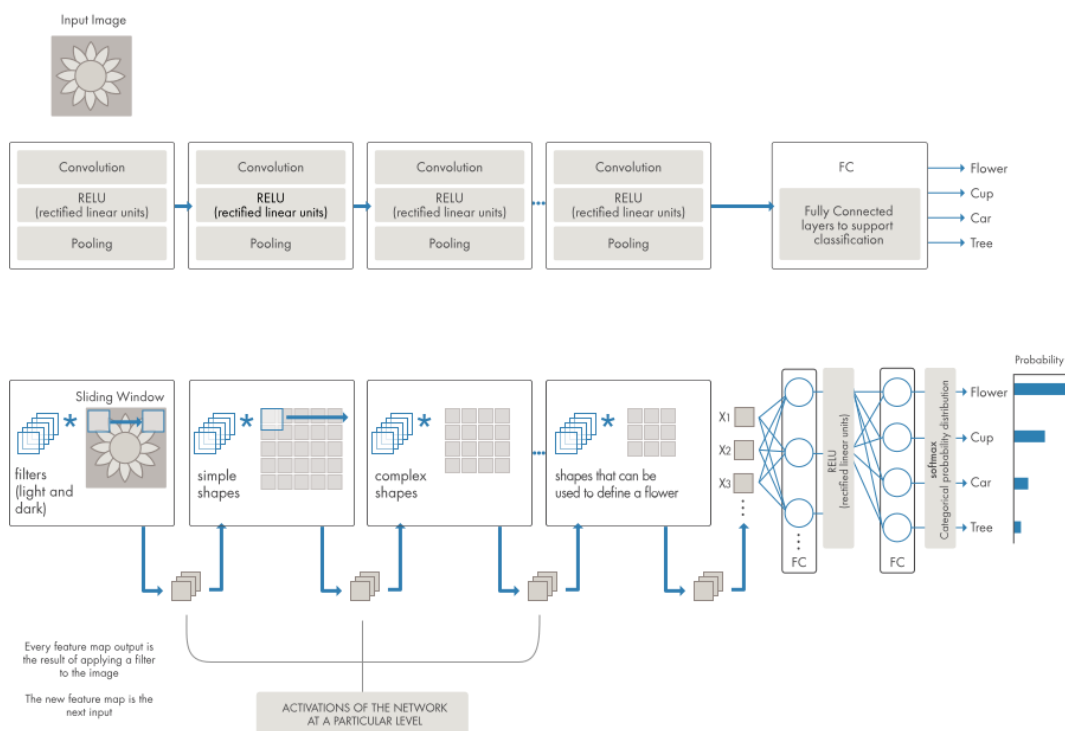 Input Image
Convolution
RELU
(rectified linear units)
Pooling
Convolution
RELU
(rectified linear units)
Pooling
Convolution
RELU
(rectified linear units)
Pooling
Convolution
RELU
(rectified linear units)
Pooling
FC
Fully Connected
layers to support
classification
Flower
Cup
Car
Tree
Sliding Window
*
filters
(light and
dark)
*
simple
shapes
*
complex
shapes
*
shapes that can be
used to define a flower
X1
X2
X3
FC
RELU
(rectified linear units)
FC
softmax
Categorical probability distribution
Probability
Flower
Cup
Car
Tree
Every feature map output is
the result of applying a filter
to the image
The new feature map is the
next input
ACTIVATIONS OF THE NETWORK
AT A PARTICULAR LEVEL